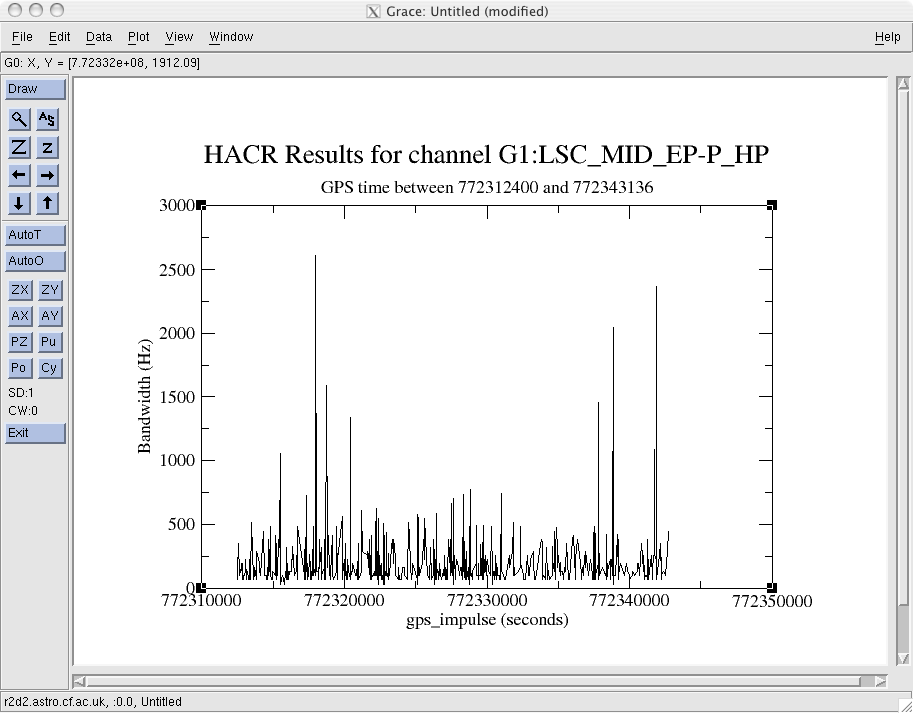 Grace: Untitled (modified)
File Edit Data Plot View Window Help
G0: X, Y = [7.72332e+08, 1912.09]
Draw
AS
Z z
AutoT
AutoO
ZX ZY
AX AY
PZ Pu
Po Cy
SD:1
CW:0
Exit
HACR Results for channel G1:LSC_MID_EP-P_HP
GPS time between 772312400 and 772343136
3000
2500
2000
1500
1000
500
0
Bandwidth (Hz)
772310000 772320000 772330000 772340000 772350000
gps_impulse (seconds)
r2d2.astro.cf.ac.uk, :0.0, Untitled